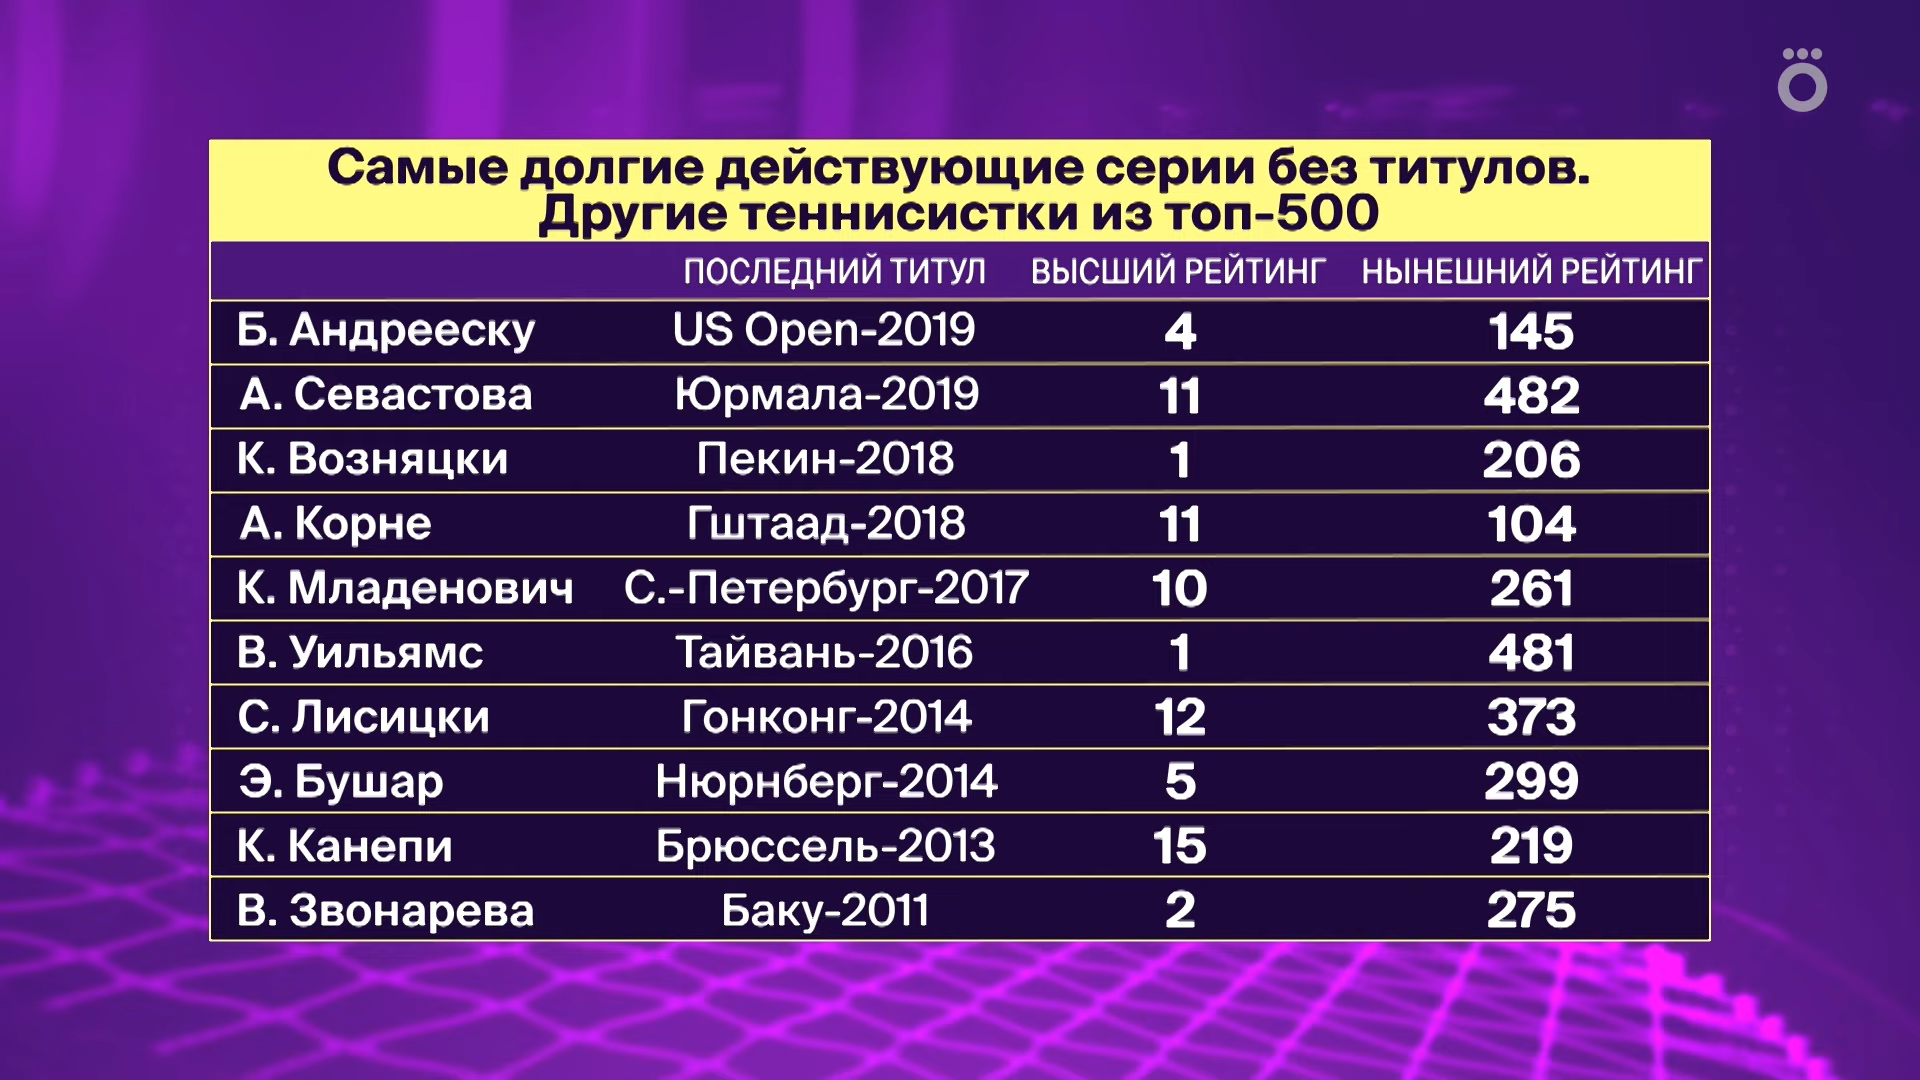 Самые долгие действующие серии без титулов.
Другие теннисистки из топ-500
ПОСЛЕДНИЙ ТИТУЛ ВЫСШИЙ РЕЙТИНГ НЫНЕШНИЙ РЕЙТИНГ
Б. Андрееску US Open-2019 4 145
А. Севастова Юрмала-2019 11 482
К. Возняцки Пекин-2018 1 206
А. Корне Гштаад-2018 11 104
К. Младенович С.-Петербург-2017 10 261
В. Уильямс Тайвань-2016 1 481
С. Лисицки Гонконг-2014 12 373
Э. Бушар Нюрнберг-2014 5 299
К. Канепи Брюссель-2013 15 219
В. Звонарева Баку-2011 2 275